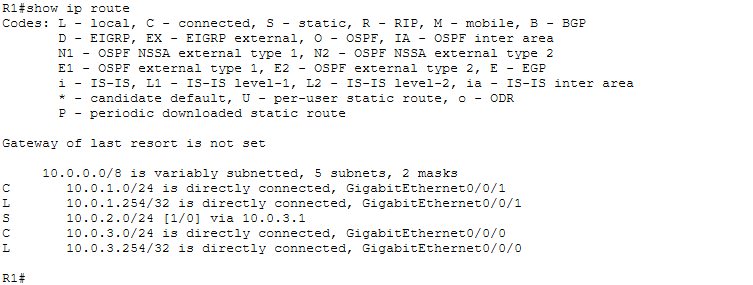 R1#show ip route
Codes: L - local, C - connected, S - static, R - RIP, M - mobile, B - BGP
       D - EIGRP, EX - EIGRP external, O - OSPF, IA - OSPF inter area
       N1 - OSPF NSSA external type 1, N2 - OSPF NSSA external type 2
       E1 - OSPF external type 1, E2 - OSPF external type 2, E - EGP
       i - IS-IS, L1 - IS-IS level-1, L2 - IS-IS level-2, ia - IS-IS inter area
       * - candidate default, U - per-user static route, o - ODR
       P - periodic downloaded static route

Gateway of last resort is not set

     10.0.0.0/8 is variably subnetted, 5 subnets, 2 masks
C       10.0.1.0/24 is directly connected, GigabitEthernet0/0/1
L       10.0.1.254/32 is directly connected, GigabitEthernet0/0/1
S       10.0.2.0/24 [1/0] via 10.0.3.1
C       10.0.3.0/24 is directly connected, GigabitEthernet0/0/0
L       10.0.3.254/32 is directly connected, GigabitEthernet0/0/0

R1#